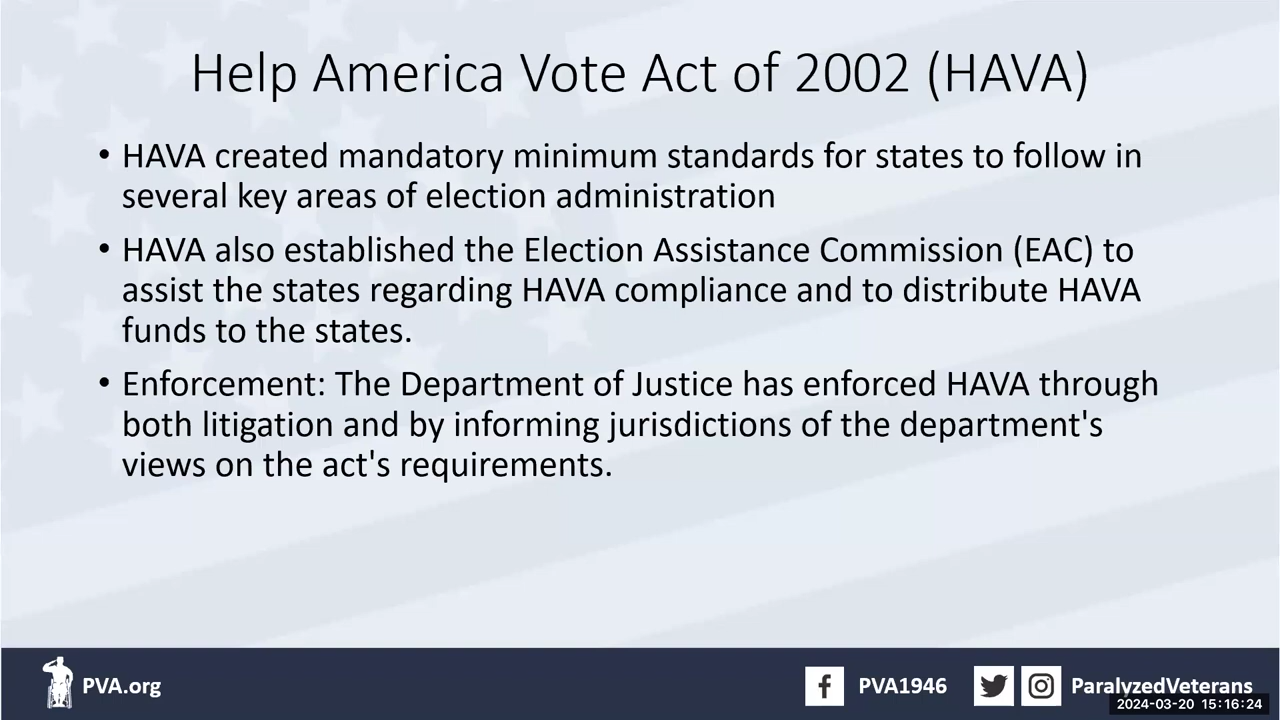 Help America Vote Act of 2002 (HAVA)
• HAVA created mandatory minimum standards for states to follow in
several key areas of election administration
• HAVA also established the Election Assistance Commission (EAC) to
assist the states regarding HAVA compliance and to distribute HAVA
funds to the states.
• Enforcement: The Department of Justice has enforced HAVA through
both litigation and by informing jurisdictions of the department's
views on the act's requirements.
PVA.org
PVA1946
ParalyzedVeterans
2024-03-20 15:16:24